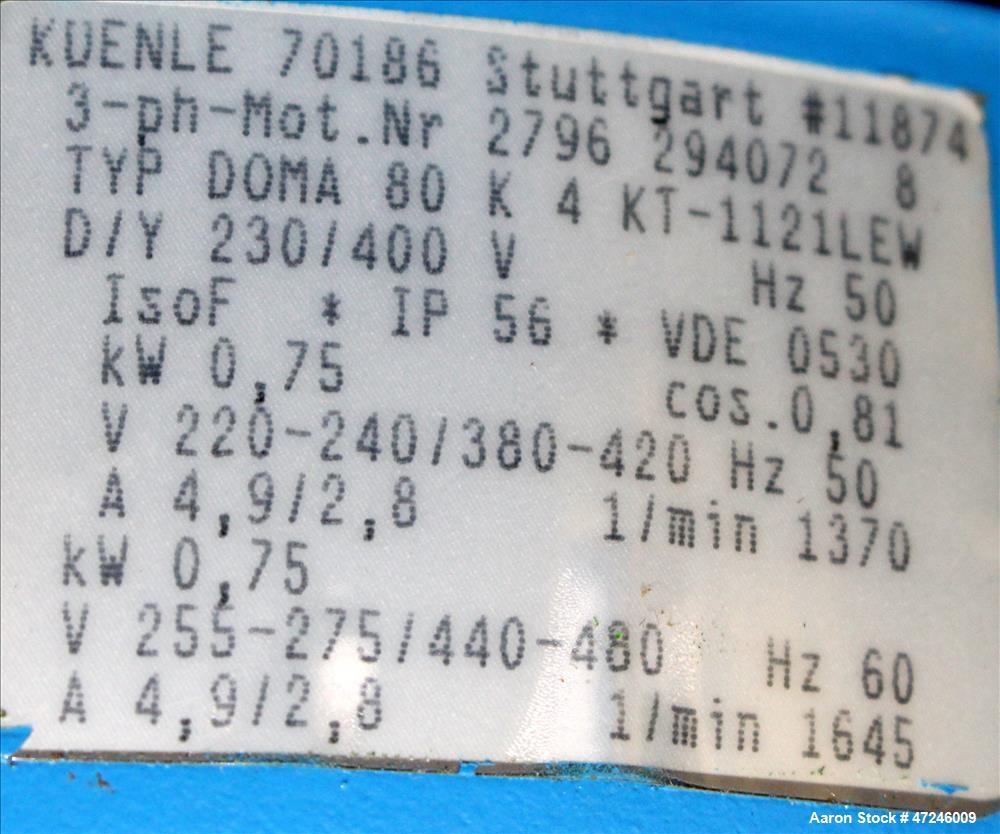 KUENLE 70186 Stuttgart #11874
3-ph-Mot.Nr 2796 294072 8
TYP DOMA 80 K 4 KT-1121LEW
D/Y 230/400 V Hz 50
IsoF * IP 56 * VDE 0530
kW 0,75 cos.0,81
V 220-240/380-420 Hz 50
A 4,9/2,8 1/min 1370
kW 0,75
V 255-275/440-480 Hz 60
A 4,9/2,8 1/min 1645
Aaron Stock # 47246009